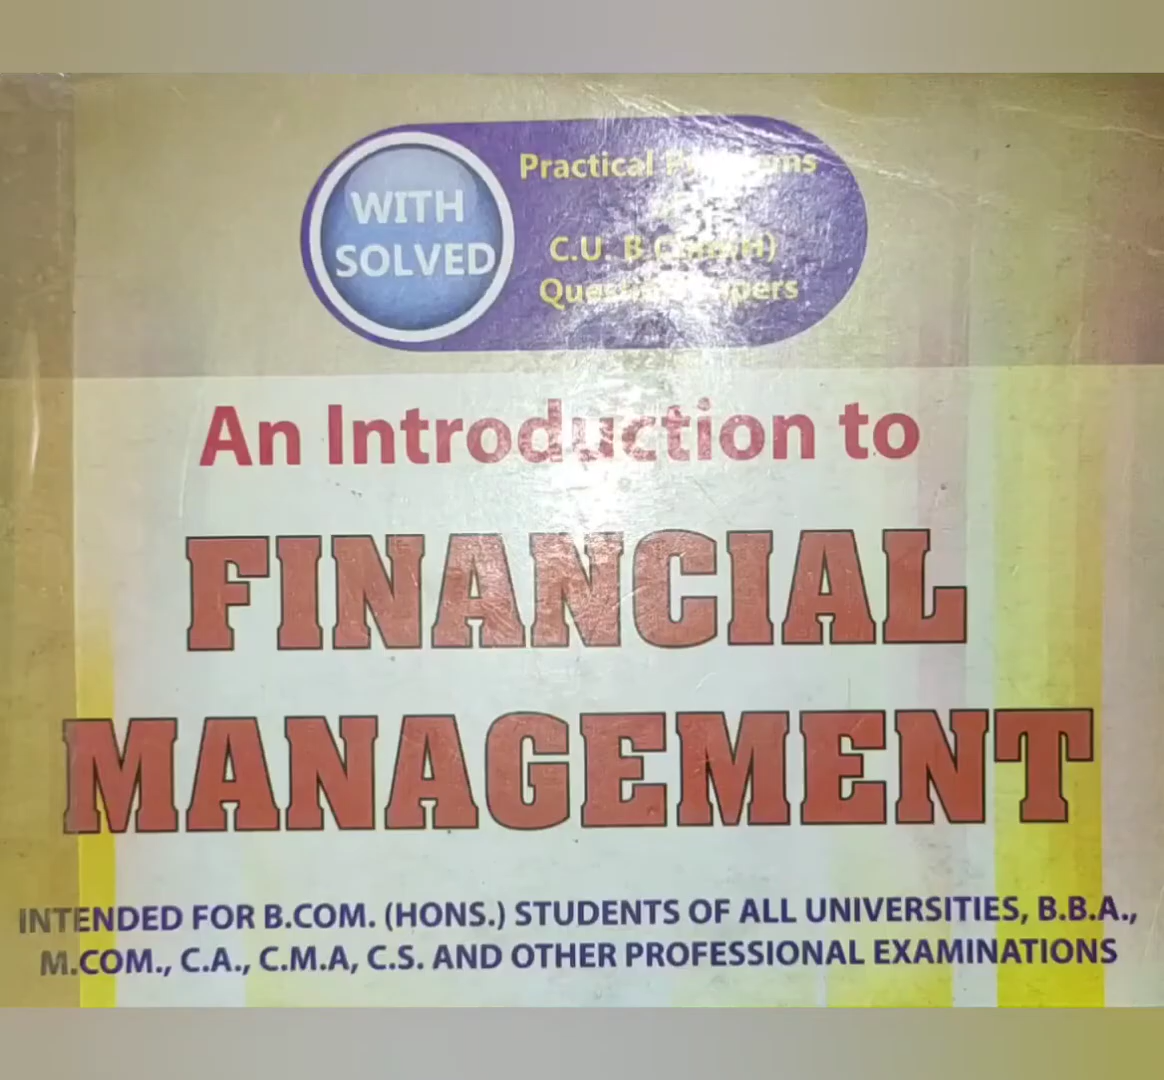 WITH
SOLVED
Practical
C.U.
An Introduction to
FINANCIAL
MANAGEMENT
INTENDED FOR B.COM. (HONS.) STUDENTS OF ALL UNIVERSITIES, B.B.A.,
M.COM., C.A., C.M.A, C.S. AND OTHER PROFESSIONAL EXAMINATIONS